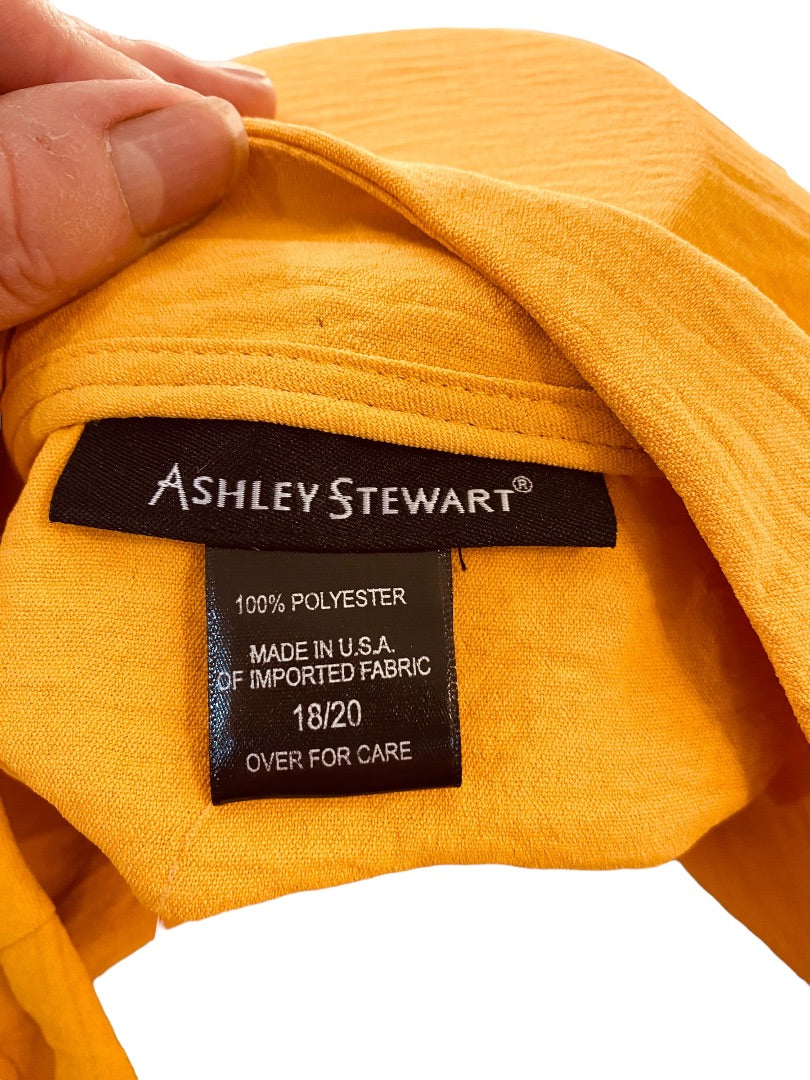 ASHLEY STEWART®
100% POLYESTER
MADE IN U.S.A.
OF IMPORTED FABRIC
18/20
OVER FOR CARE